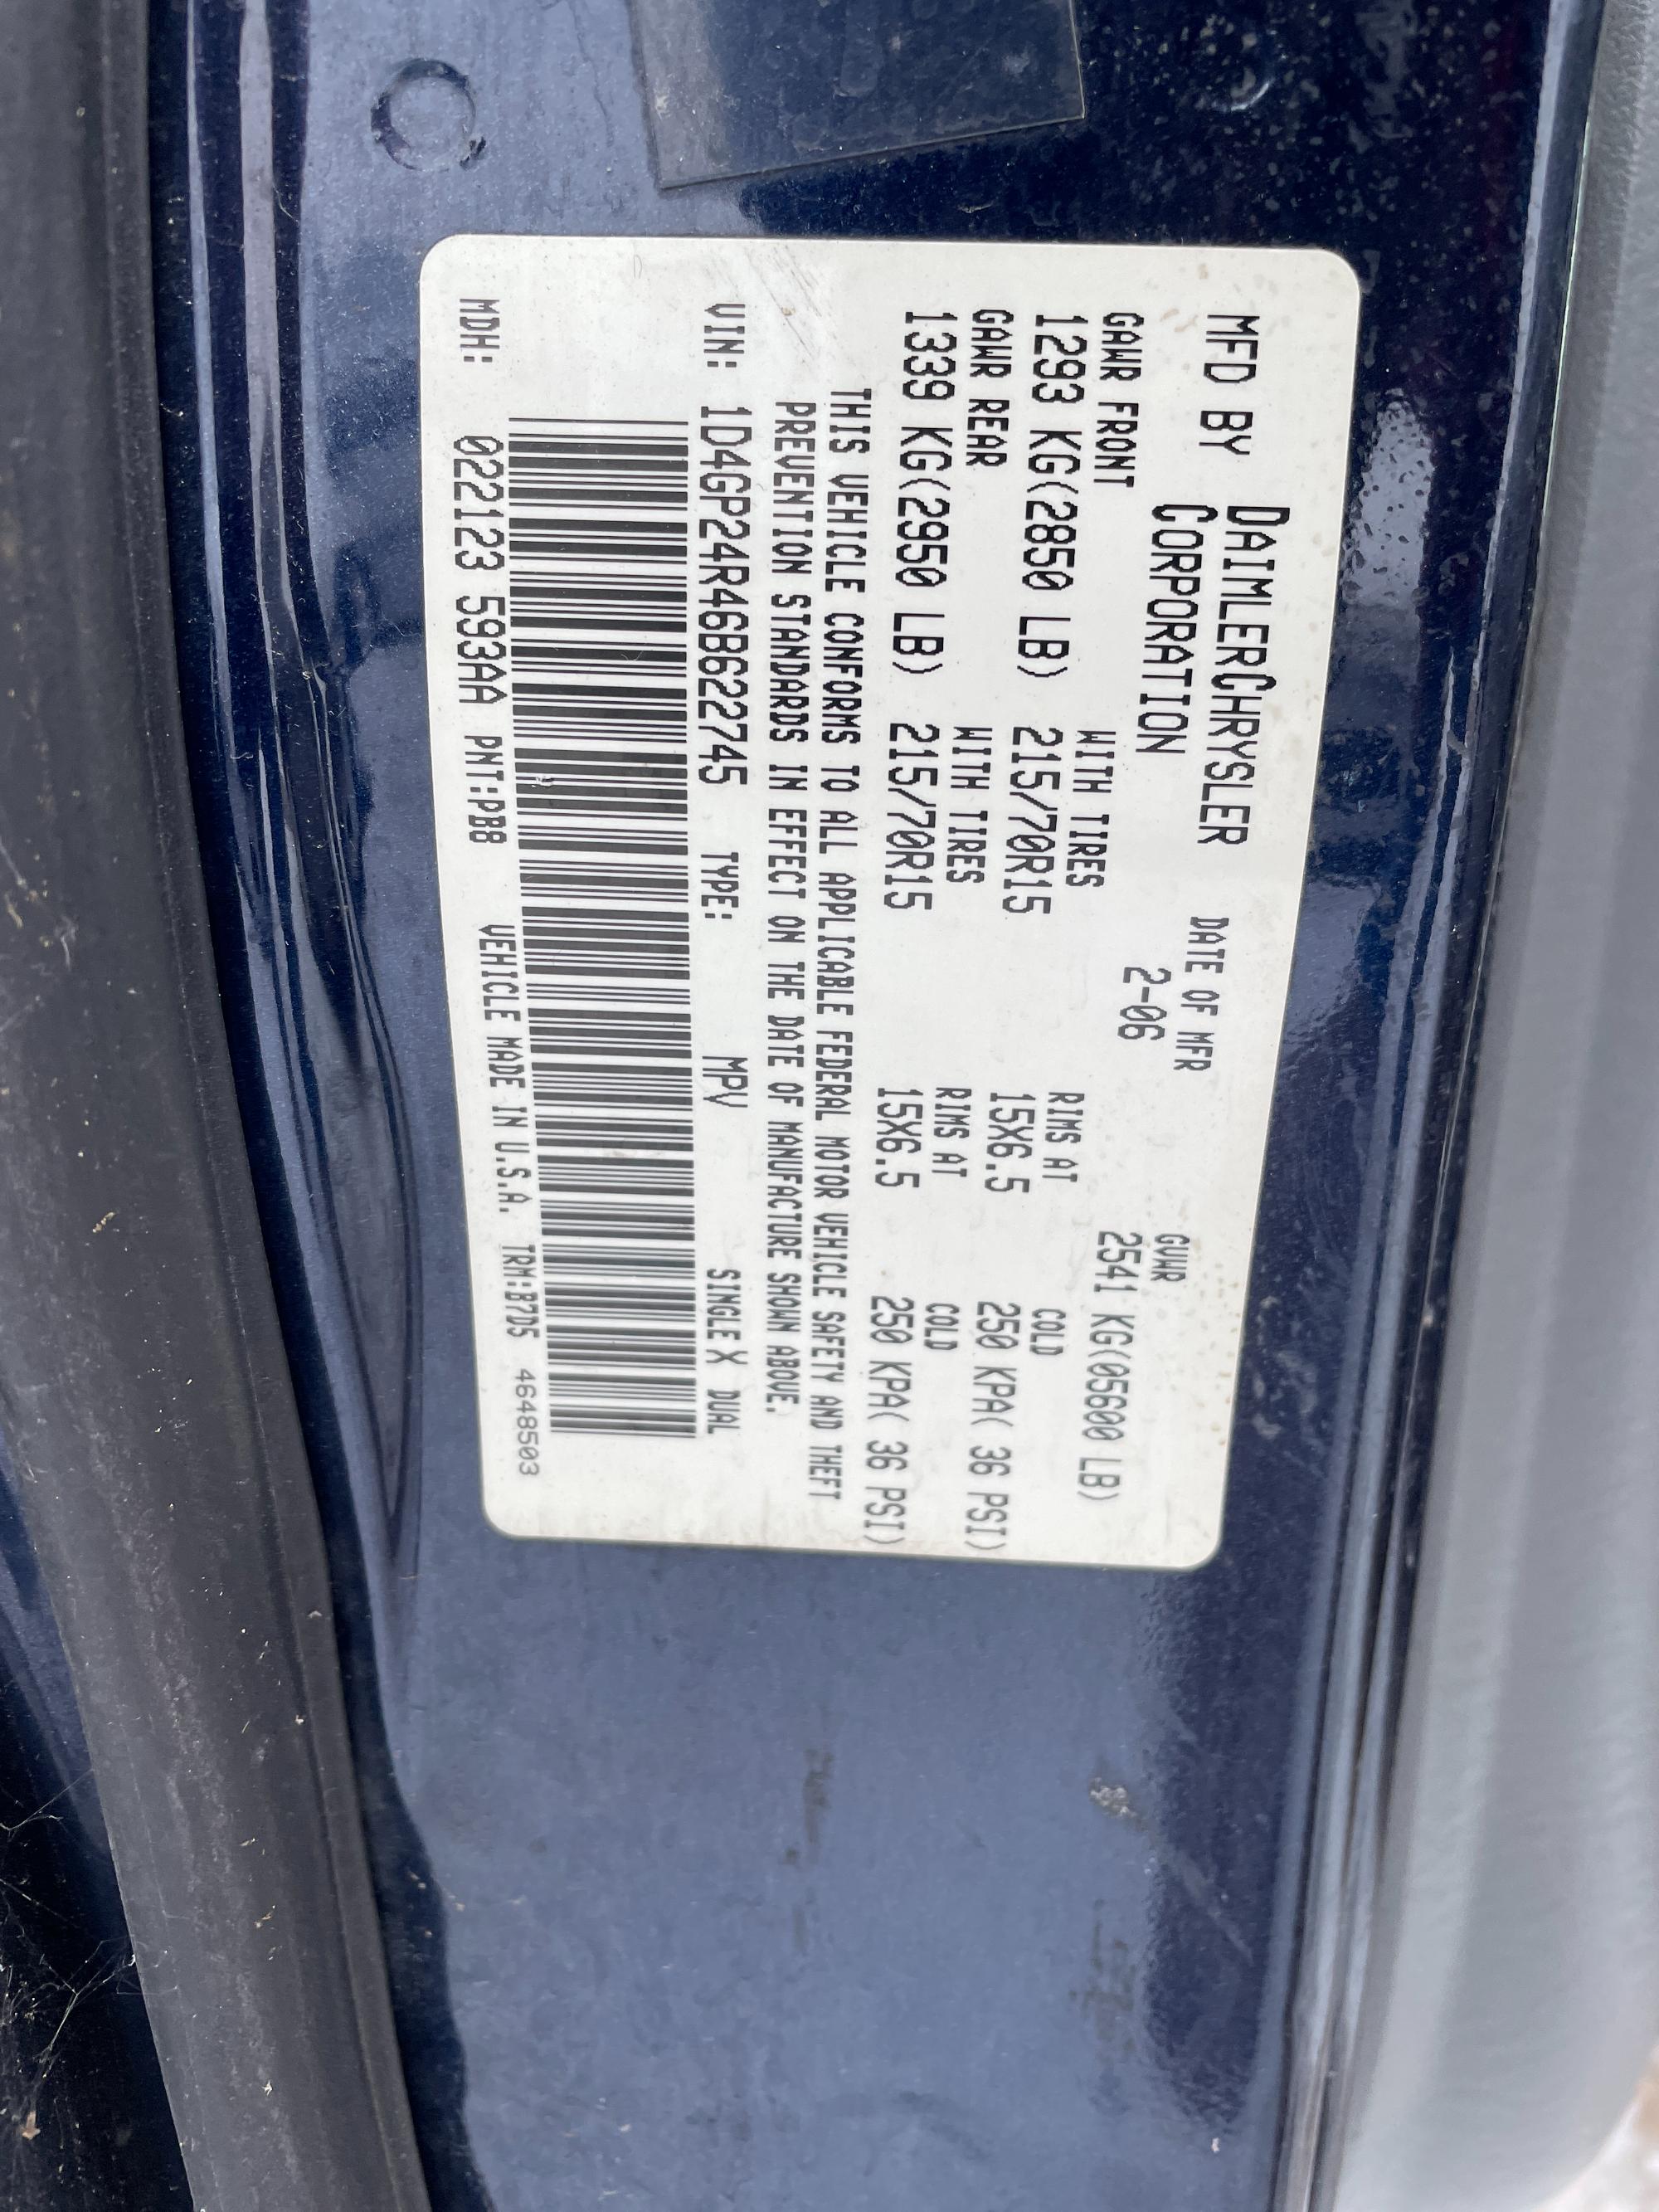 MFD BY DAIMLERCHRYSLER CORPORATION
DATE OF MFR 2-06
GVWR 2541 KG(05600 LB)
GAWR FRONT WITH TIRES RIMS AT COLD
1293 KG(2850 LB) 215/70R15 15X6.5 250 KPA( 36 PSI)
GAWR REAR WITH TIRES RIMS AT COLD
1339 KG(2950 LB) 215/70R15 15X6.5 250 KPA( 36 PSI)
THIS VEHICLE CONFORMS TO ALL APPLICABLE FEDERAL MOTOR VEHICLE SAFETY AND THEFT
PREVENTION STANDARDS IN EFFECT ON THE DATE OF MANUFACTURE SHOWN ABOVE.
VIN: 1D4GP24R46B622745 TYPE: MPV SINGLE X DUAL
MDH: 022123 593AA PNT:PB8 VEHICLE MADE IN U.S.A. TRM:B7D5 4648503